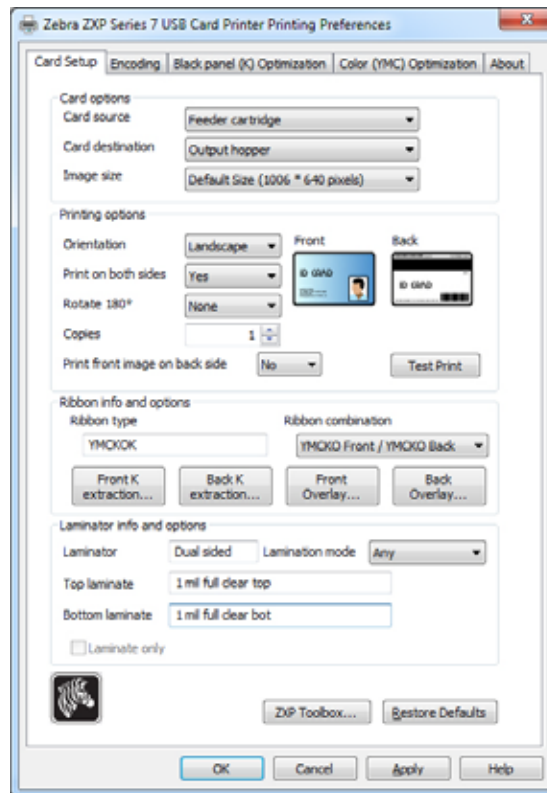 Zebra ZXP Series 7 USB Card Printer Printing Preferences
Card Setup Encoding Black panel (K) Optimization Color (YMC) Optimization About
Card options
Card source Feeder cartridge
Card destination Output hopper
Image size Default Size (1006 * 640 pixels)
Printing options
Orientation Landscape Front Back
Print on both sides Yes ID CARD ID CARD
Rotate 180° None
Copies 1
Print front image on back side No Test Print
Ribbon info and options
Ribbon type Ribbon combination
YMCKOK YMCKO Front / YMCKO Back
Front K extraction... Back K extraction... Front Overlay... Back Overlay...
Laminator info and options
Laminator Dual sided Lamination mode Any
Top laminate 1 mil full clear top
Bottom laminate 1 mil full clear bot
Laminate only
ZXP Toolbox... Restore Defaults
OK Cancel Apply Help